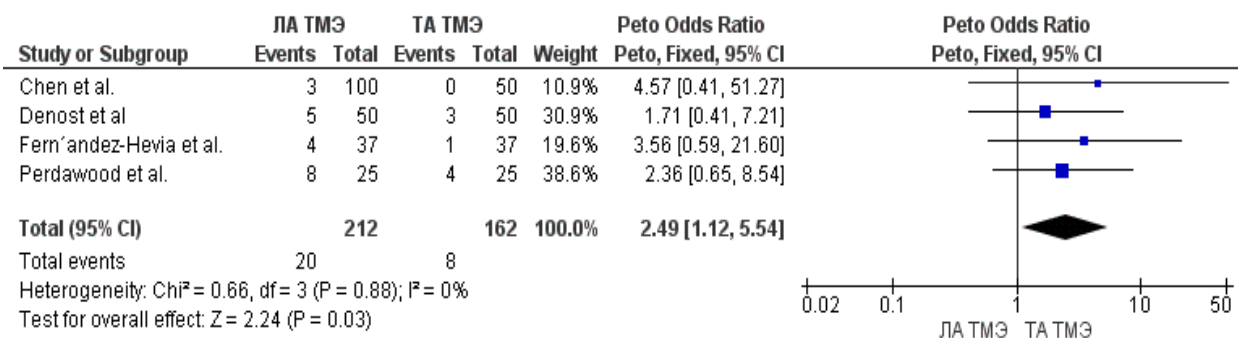 ЛА ТМЭ ТА ТМЭ Peto Odds Ratio Peto Odds Ratio
Study or Subgroup Events Total Events Total Weight Peto, Fixed, 95% CI Peto, Fixed, 95% CI
Chen et al. 3 100 0 50 10.9% 4.57 [0.41, 51.27]
Denost et al 5 50 3 50 30.9% 1.71 [0.41, 7.21]
Fern´andez-Hevia et al. 4 37 1 37 19.6% 3.56 [0.59, 21.60]
Perdawood et al. 8 25 4 25 38.6% 2.36 [0.65, 8.54]
Total (95% CI) 212 162 100.0% 2.49 [1.12, 5.54]
Total events 20 8
Heterogeneity: Chi² = 0.66, df = 3 (P = 0.88); I² = 0%
Test for overall effect: Z = 2.24 (P = 0.03)
0.02 0.1 1 10 50
ЛА ТМЭ ТА ТМЭ